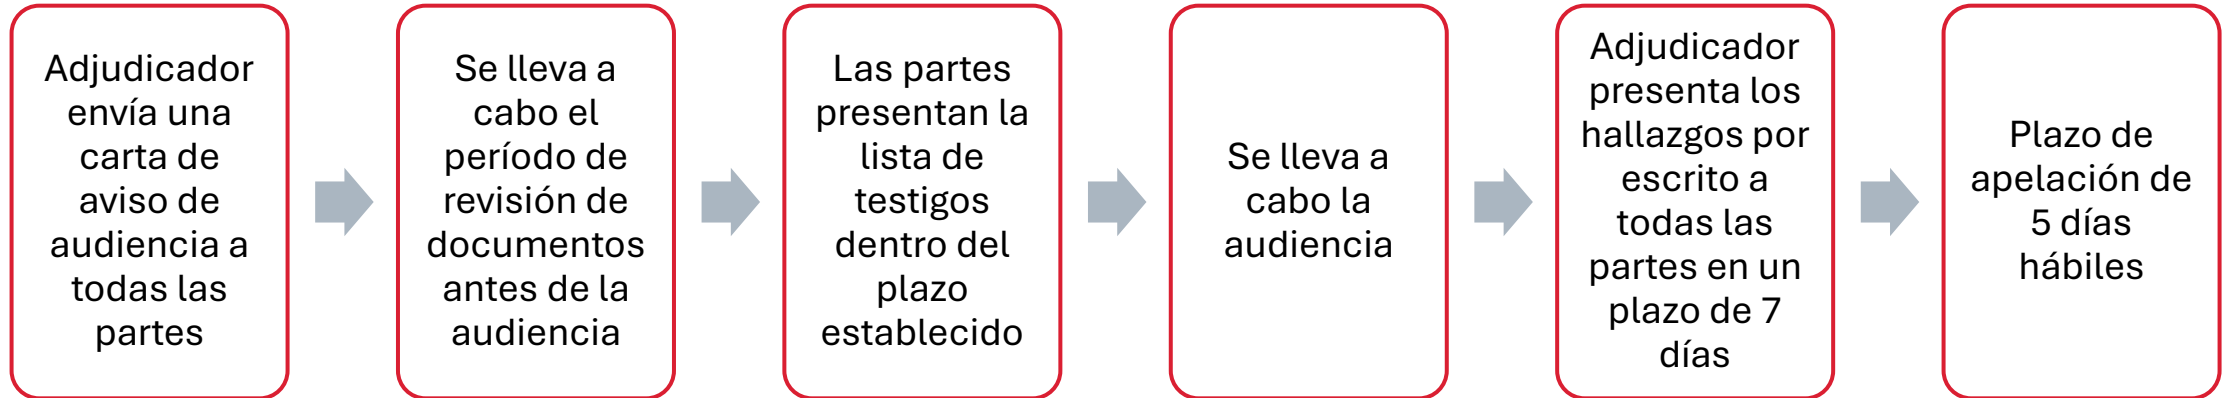 Adjudicador
envía una
carta de
aviso de
audiencia a
todas las
partes
Se lleva a
cabo el
período de
revisión de
documentos
antes de la
audiencia
Las partes
presentan la
lista de
testigos
dentro del
plazo
establecido
Se lleva a
cabo la
audiencia
Adjudicador
presenta los
hallazgos por
escrito a
todas las
partes en un
plazo de 7
días
Plazo de
apelación de
5 días
hábiles